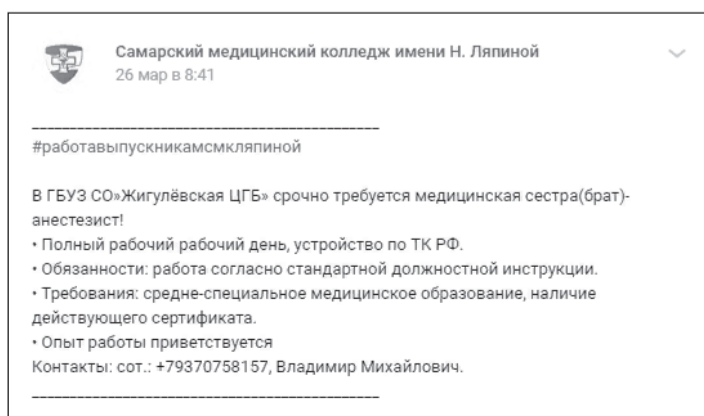 Самарский медицинский колледж имени Н. Ляпиной
26 мар в 8:41
#работавыпускникамсмкляпиной
В ГБУЗ СО»Жигулёвская ЦГБ» срочно требуется медицинская сестра(брат)-
анестезист!
• Полный рабочий рабочий день, устройство по ТК РФ.
• Обязанности: работа согласно стандартной должностной инструкции.
• Требования: средне-специальное медицинское образование, наличие
действующего сертификата.
• Опыт работы приветствуется
Контакты: сот.: +79370758157, Владимир Михайлович.